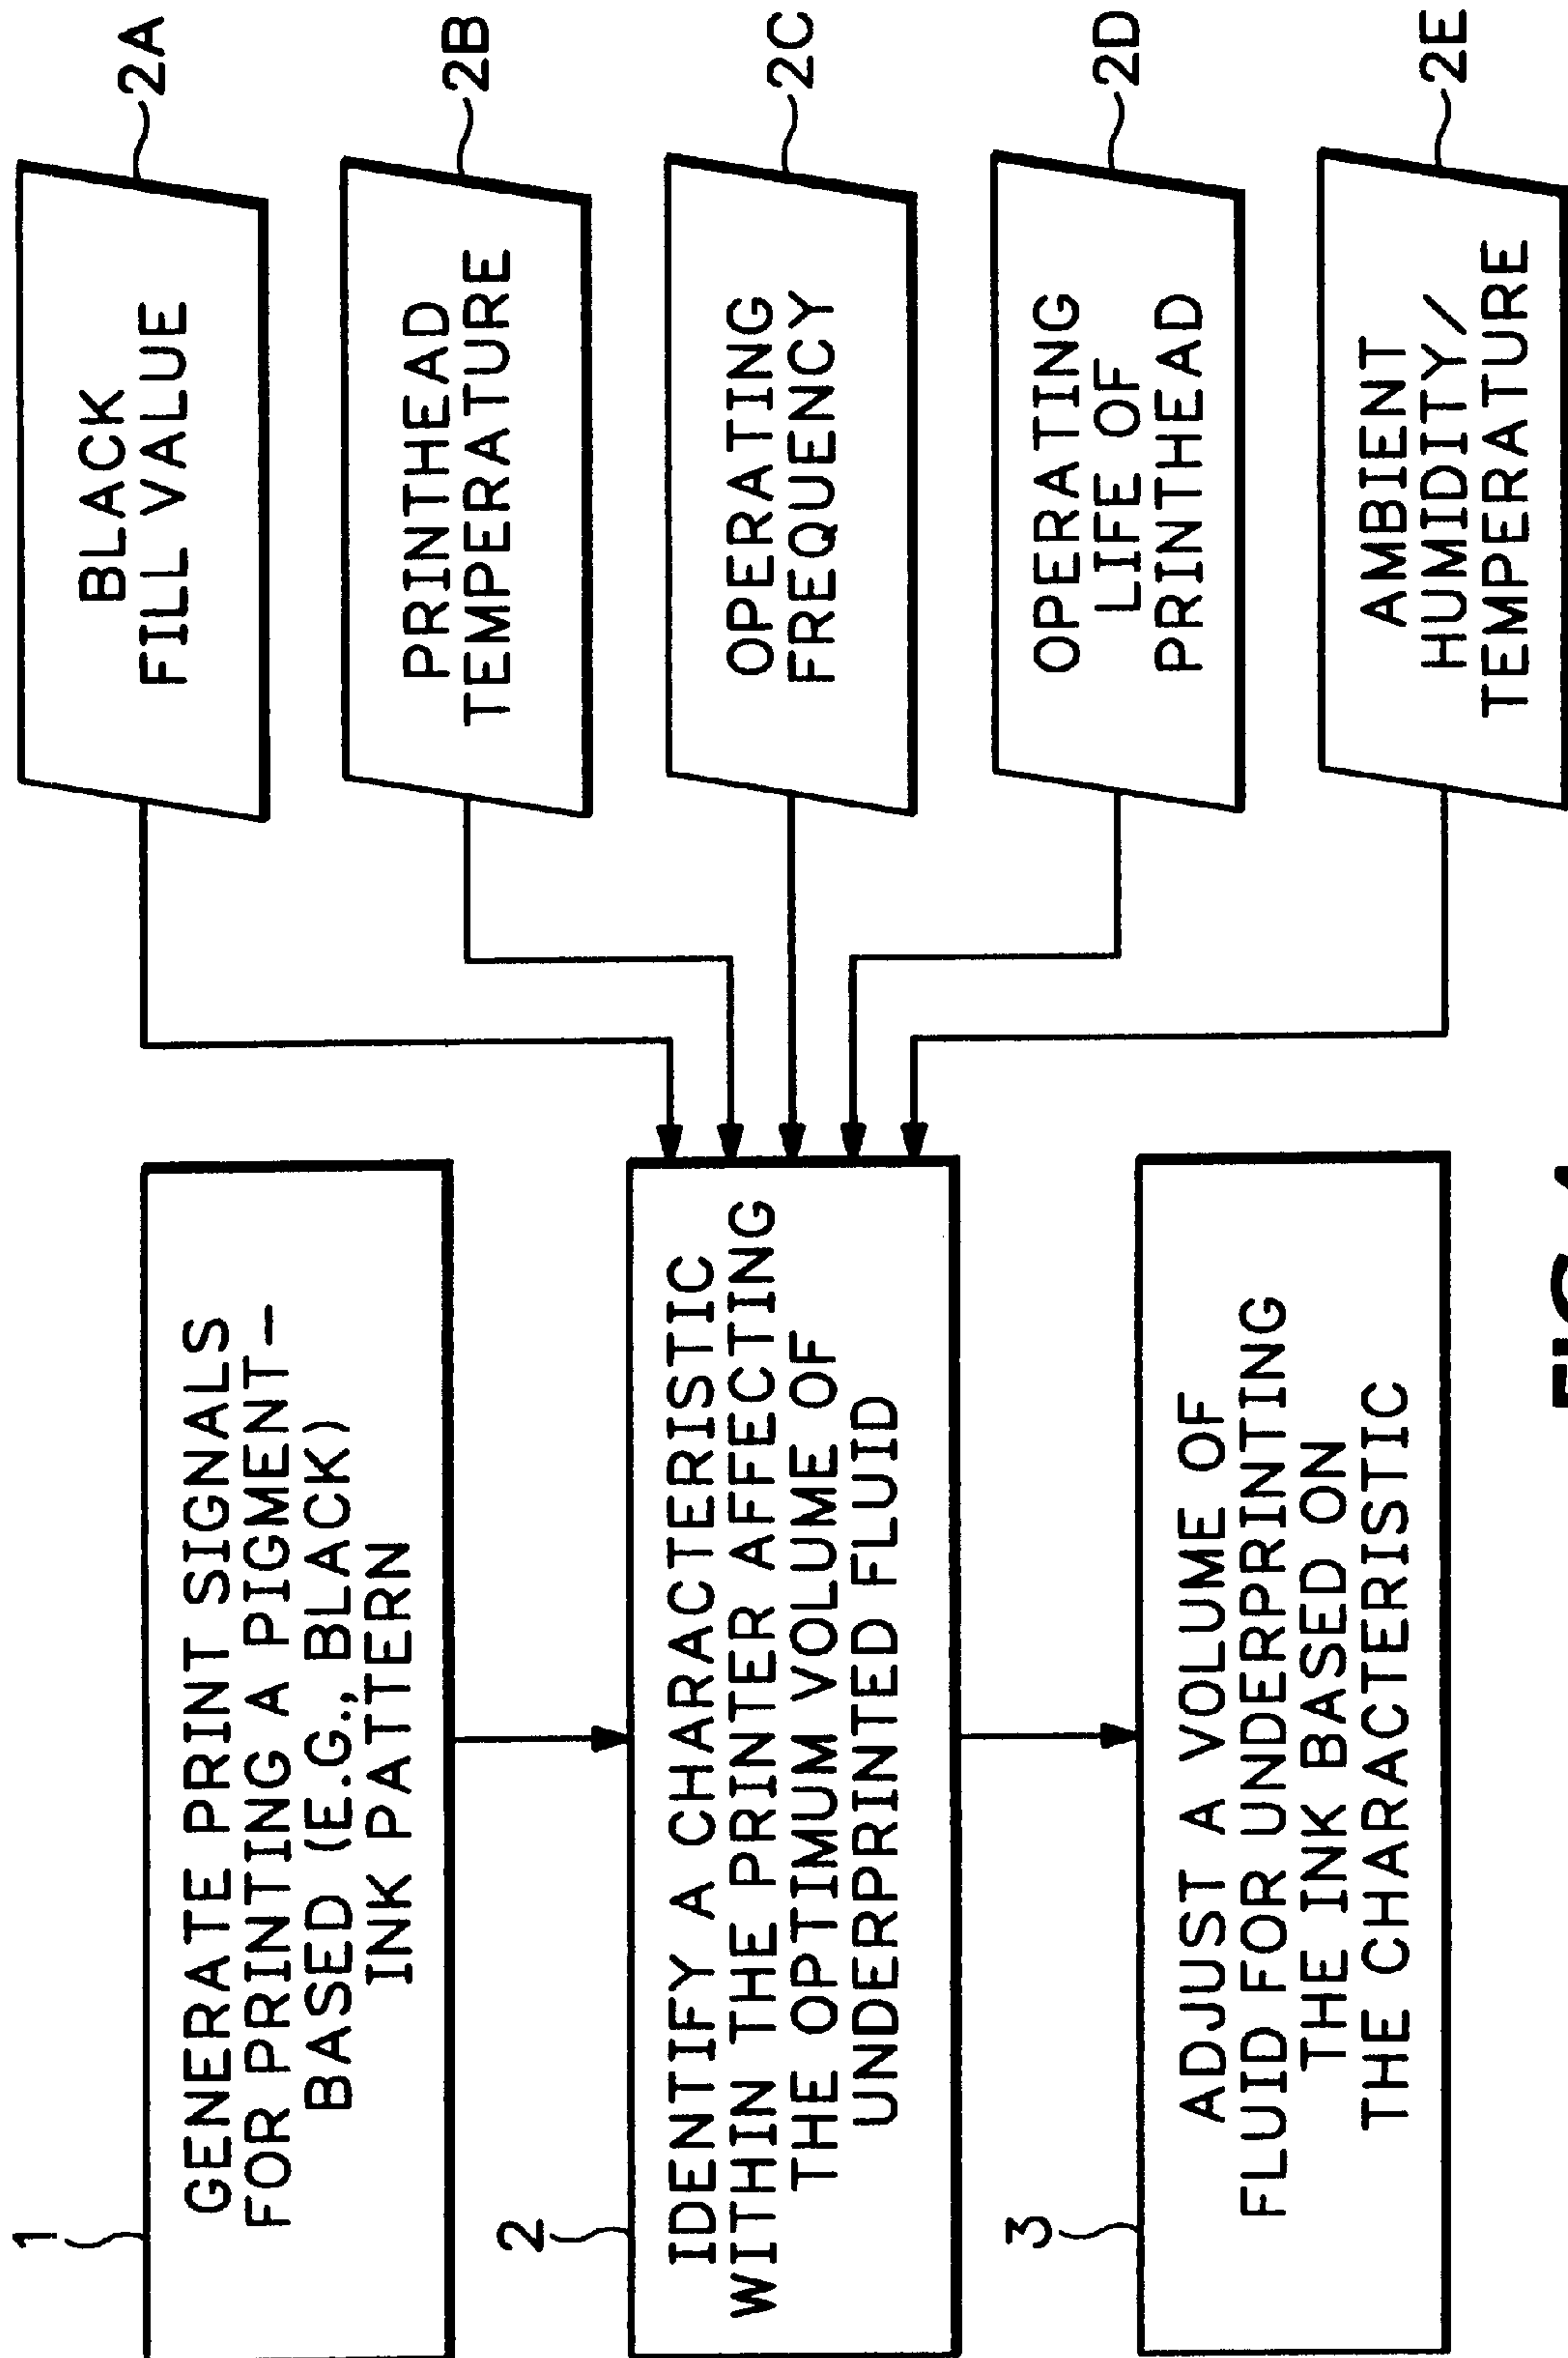 1
GENERATE PRINT SIGNALS
FOR PRINTING A PIGMENT-
BASED (E.G., BLACK)
INK PATTERN
2
IDENTIFY A CHARACTERISTIC
WITHIN THE PRINTER AFFECTING
THE OPTIMUM VOLUME OF
UNDERPRINTED FLUID
3
ADJUST A VOLUME OF
FLUID FOR UNDERPRINTING
THE INK BASED ON
THE CHARACTERISTIC
BLACK
FILL VALUE
2A
PRINTHEAD
TEMPERATURE
2B
OPERATING
FREQUENCY
2C
OPERATING
LIFE OF
PRINTHEAD
2D
AMBIENT
HUMIDITY/
TEMPERATURE
2E